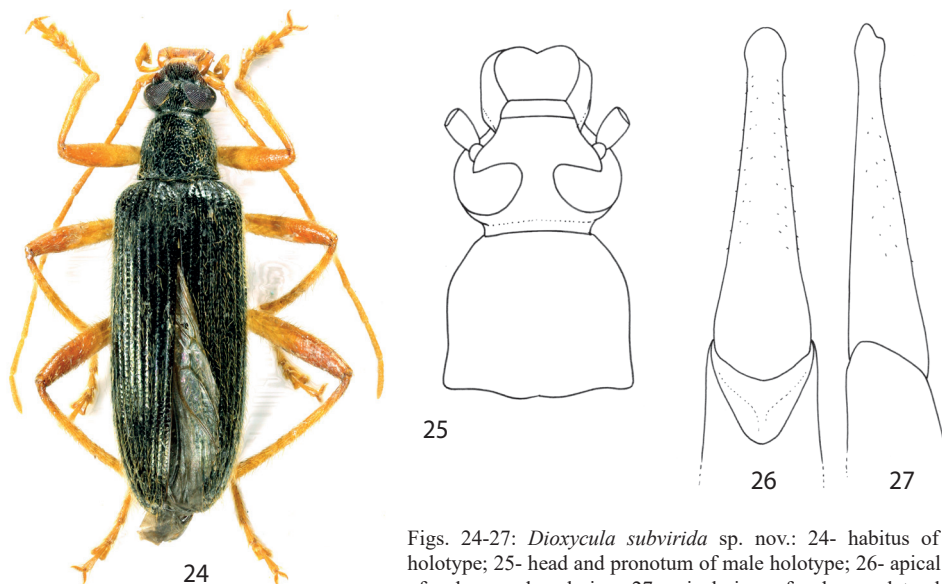 25
26
27
24
Figs. 24-27: Dioxycula subvirida sp. nov.: 24- habitus of
holotype; 25- head and pronotum of male holotype; 26- apical